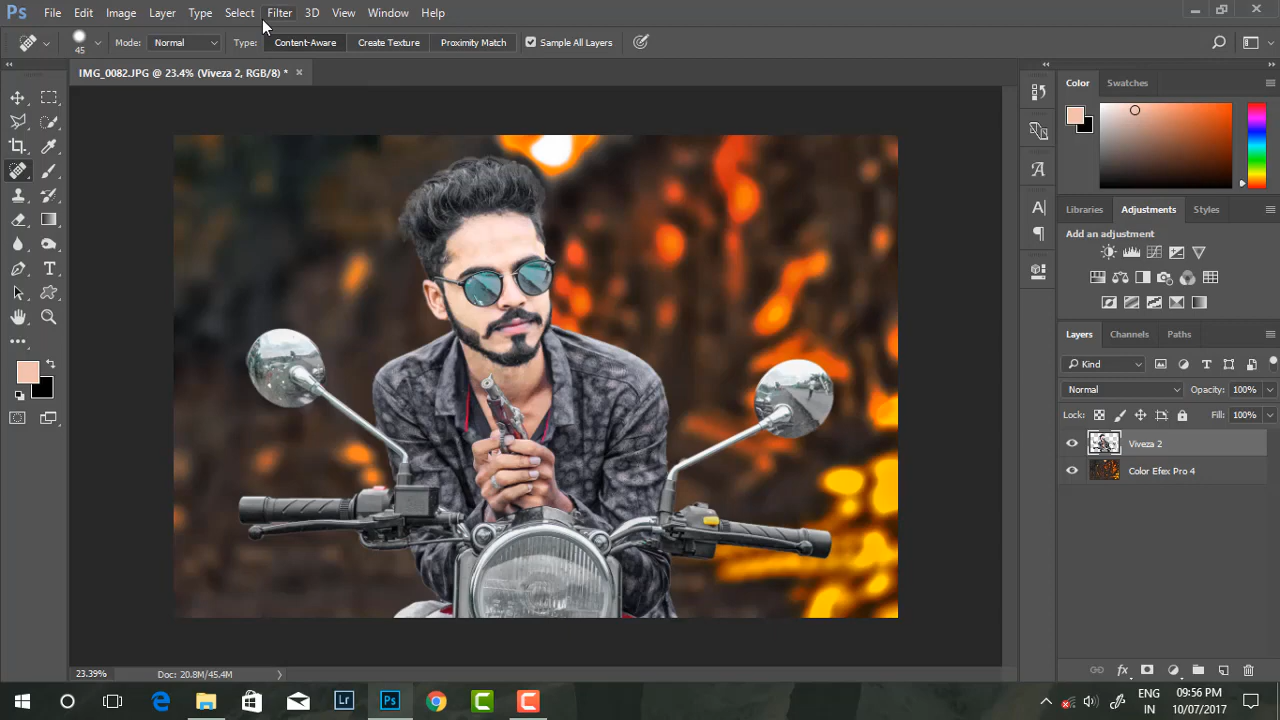 Ps File Edit Image Layer Type Select Filter 3D View Window Help
45 Mode: Normal Type: Content-Aware Create Texture Proximity Match Sample All Layers
IMG_0082.JPG @ 23.4% (Viveza 2, RGB/8) *
Color Swatches
Libraries Adjustments Styles
Add an adjustment
Layers Channels Paths
Kind
Normal Opacity: 100%
Lock: Fill: 100%
Viveza 2
Color Efex Pro 4
23.39% Doc: 20.8M/45.4M
ENG 09:56 PM
IN 10/07/2017